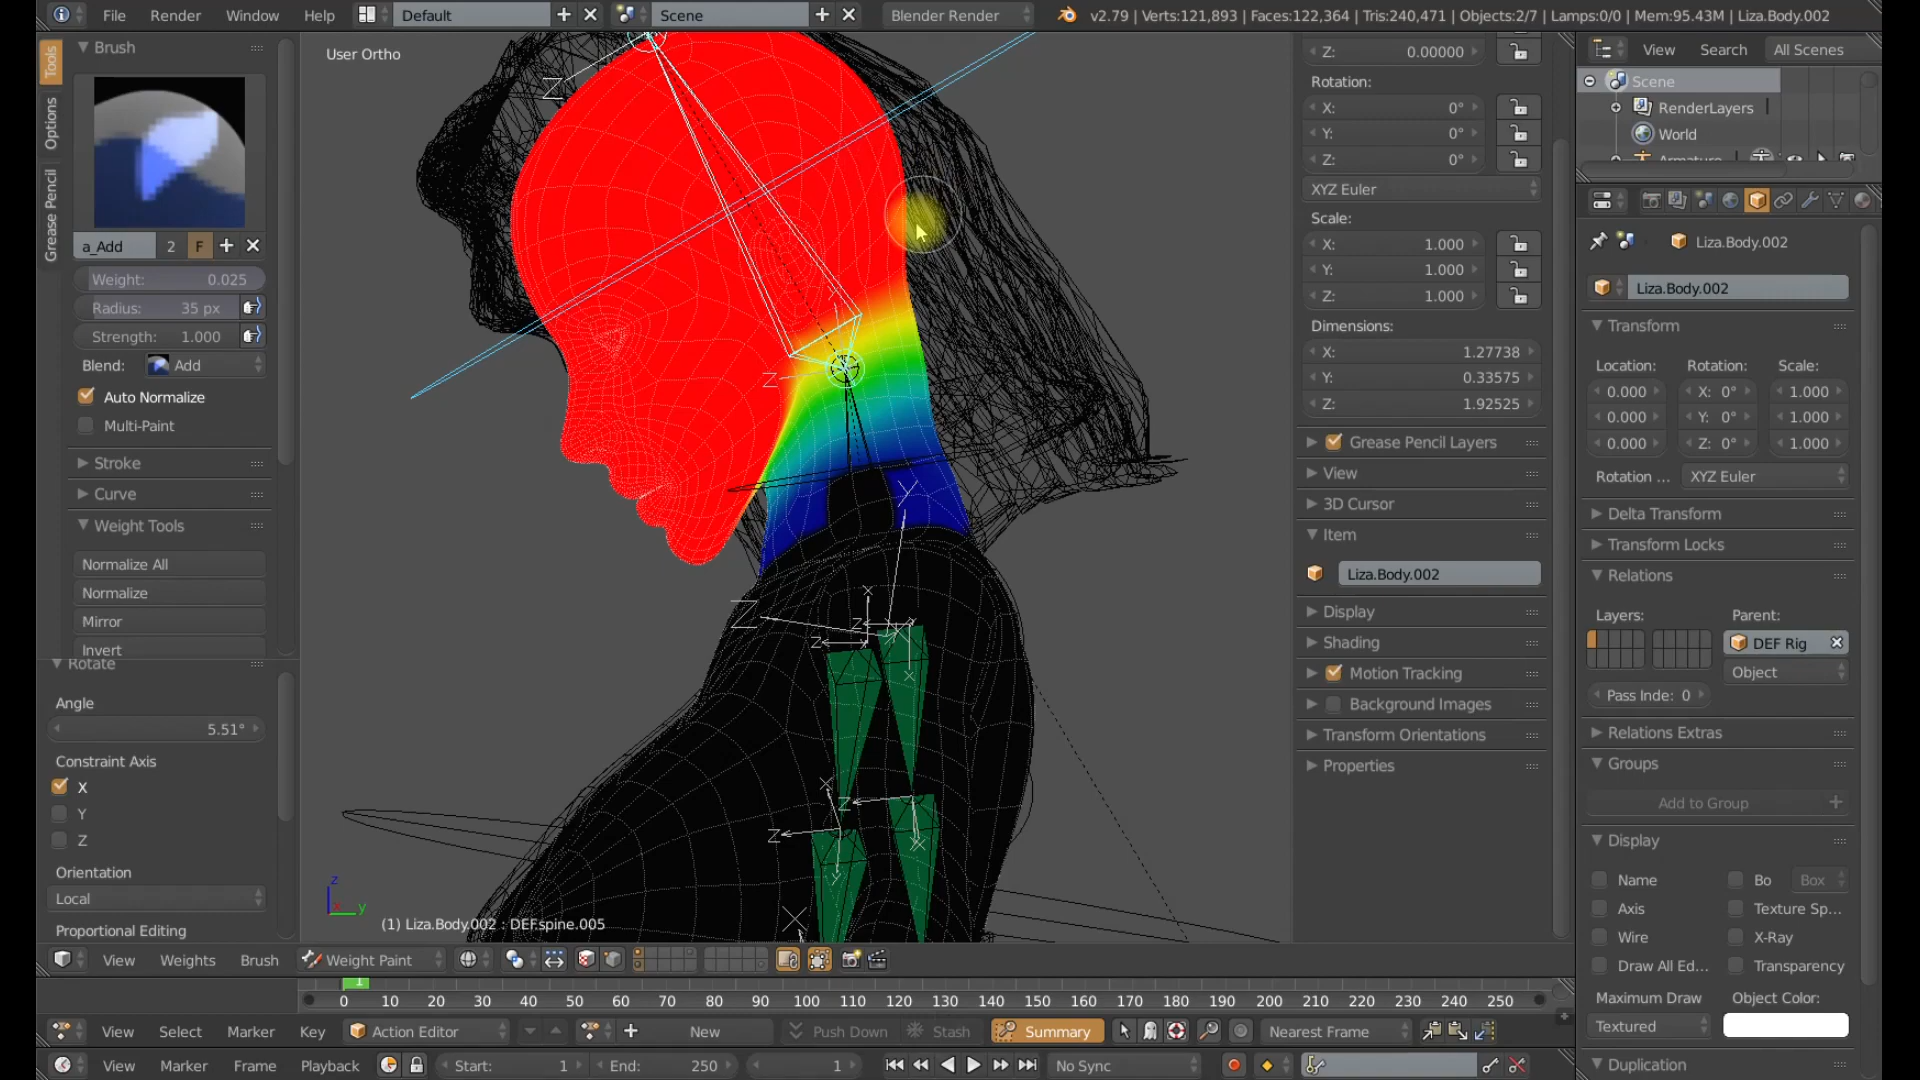 File Render Window Help Default Scene Blender Render v2.79 | Verts:121,893 | Faces:122,364 | Tris:240,471 | Objects:2/7 | Lamps:0/0 | Mem:95.43M | Liza.Body.002
Tools
Options
Grease Pencil
Brush
a_Add 2 F
Weight: 0.025
Radius: 35 px
Strength: 1.000
Blend: Add
Auto Normalize
Multi-Paint
Stroke
Curve
Weight Tools
Normalize All
Normalize
Mirror
Invert
Rotate
Angle
5.51°
Constraint Axis
X
Y
Z
Orientation
Local
Proportional Editing
User Ortho
Z
Z
Y
Z
X
Z
Z
X
X
X
Z
Z
X
Y
X
z
x
y
(1) Liza.Body.002 : DEF.spine.005
Z: 0.00000
Rotation:
X: 0°
Y: 0°
Z: 0°
XYZ Euler
Scale:
X: 1.000
Y: 1.000
Z: 1.000
Dimensions:
X: 1.27738
Y: 0.33575
Z: 1.92525
Grease Pencil Layers
View
3D Cursor
Item
Liza.Body.002
Display
Shading
Motion Tracking
Background Images
Transform Orientations
Properties
View Search All Scenes
Scene
RenderLayers
World
Armature
Liza.Body.002
Liza.Body.002
Transform
Location: Rotation: Scale:
0.000 X: 0° 1.000
0.000 Y: 0° 1.000
0.000 Z: 0° 1.000
Rotation ... XYZ Euler
Delta Transform
Transform Locks
Relations
Layers: Parent:
DEF Rig
Object
Pass Inde: 0
Relations Extras
Groups
Add to Group
Display
Name Bo Box
Axis Texture Sp...
Wire X-Ray
Draw All Ed... Transparency
Maximum Draw Object Color:
Textured
Duplication
View Weights Brush Weight Paint
1
0 10 20 30 40 50 60 70 80 90 100 110 120 130 140 150 160 170 180 190 200 210 220 230 240 250
View Select Marker Key Action Editor New Push Down Stash Summary Nearest Frame
View Marker Frame Playback Start: 1 End: 250 1 No Sync